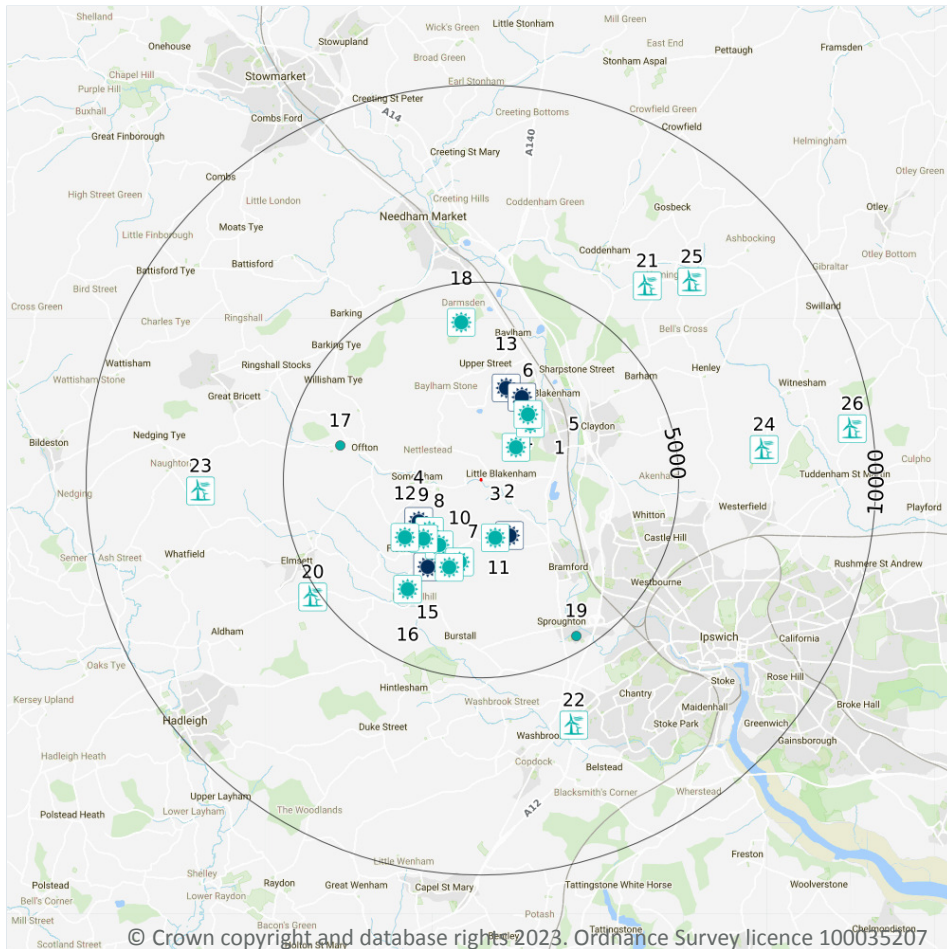 Shelland
Wick's Green
Little Stonham
Mill Green
Onehouse
Stowupland
Broad Green
East End
Pettaugh
Framsden
Stonham Aspal
Chapel Hill
Stowmarket
Earl Stonham
Purple Hill
Creeting St Peter
Buxhall
A14
Creeting Bottoms
Crowfield Green
Combs Ford
Crowfield
Great Finborough
A140
Helmingham
Creeting St Mary
Otley Green
Combs
High Street Green
Little London
Creeting Hills
Coddenham Green
Gosbeck
Otley
Needham Market
Moats Tye
Little Finborough
Ashbocking
Coddenham
Otley Bottom
Battisford Tye
Battisford
21
25
Gibraltar
Bird Street
18
Cross Green
Darmsden
Swilland
Charles Tye
Ringshall
Barking
Bell's Cross
Baylham
Barking Tye
13
Wattisham
Ringshall Stocks
Upper Street
6
Sharpstone Street
Henley
Wattisham Stone
Willisham Tye
Baylham Stone
Barham
Witnesham
Great Bricett
Blakenham
26
17
5
24
Claydon
Bildeston
Nedging Tye
Offton
Nettlestead
1
5000
Culpho
Naughton
23
Somersham
4
Little Blakenham
Akenham
Tuddenham St Martin
Nedging
12
9
8
3
2
10000
Westerfield
Playford
10
7
Whitton
Castle Hill
Semer
Ash Street
Whatfield
Elmsett
Rushmere St Andrew
20
11
Bramford
Westbourne
15
19
Aldham
16
Burstall
Sproughton
Ipswich
California
Oaks Tye
Stoke
Rose Hill
Hintlesham
Chantry
Kersey Upland
Washbrook Street
22
Maidenhall
Broke Hall
Hadleigh
Duke Street
Stoke Park
Greenwich
Gainsborough
Hadleigh Heath
Copdock
Belstead
Upper Layham
A12
Blacksmith's Corner
Wherstead
Polstead Heath
Lower Layham
The Woodlands
Freston
Little Wenham
Shelley
Polstead
Raydon
Great Wenham
Capel St Mary
Tattingstone White Horse
Woolverstone
Bell's Corner
Lower Raydon
Potash
Mill Street
Bacon's Green
Tattingstone
Chelmondiston
Scotland Street
Holton St Mary
Bentley
© Crown copyright and database rights 2023. Ordnance Survey licence 100035207